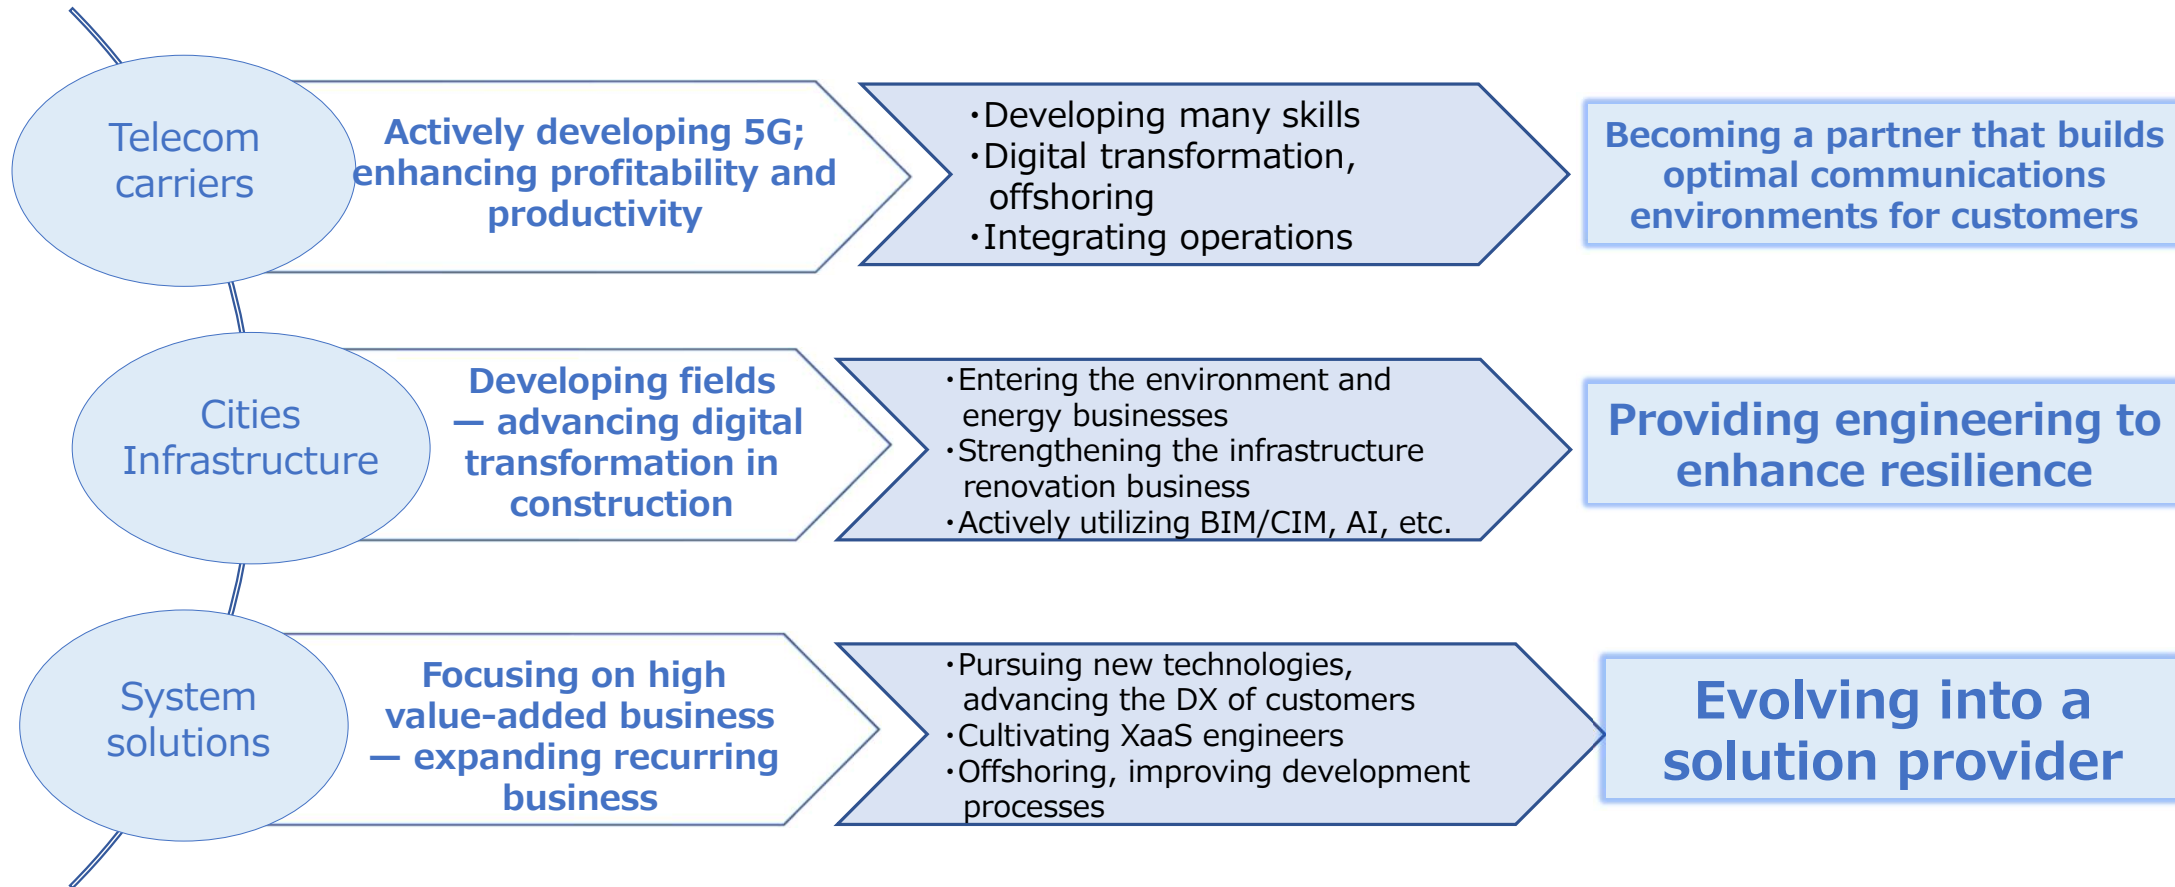 Telecom
carriers
Actively developing 5G;
enhancing profitability and
productivity
・Developing many skills
・Digital transformation,
offshoring
・Integrating operations
Becoming a partner that builds
optimal communications
environments for customers
Cities
Infrastructure
Developing fields
— advancing digital
transformation in
construction
・Entering the environment and
energy businesses
・Strengthening the infrastructure
renovation business
・Actively utilizing BIM/CIM, AI, etc.
Providing engineering to
enhance resilience
System
solutions
Focusing on high
value-added business
— expanding recurring
business
・Pursuing new technologies,
advancing the DX of customers
・Cultivating XaaS engineers
・Offshoring, improving development
processes
Evolving into a
solution provider